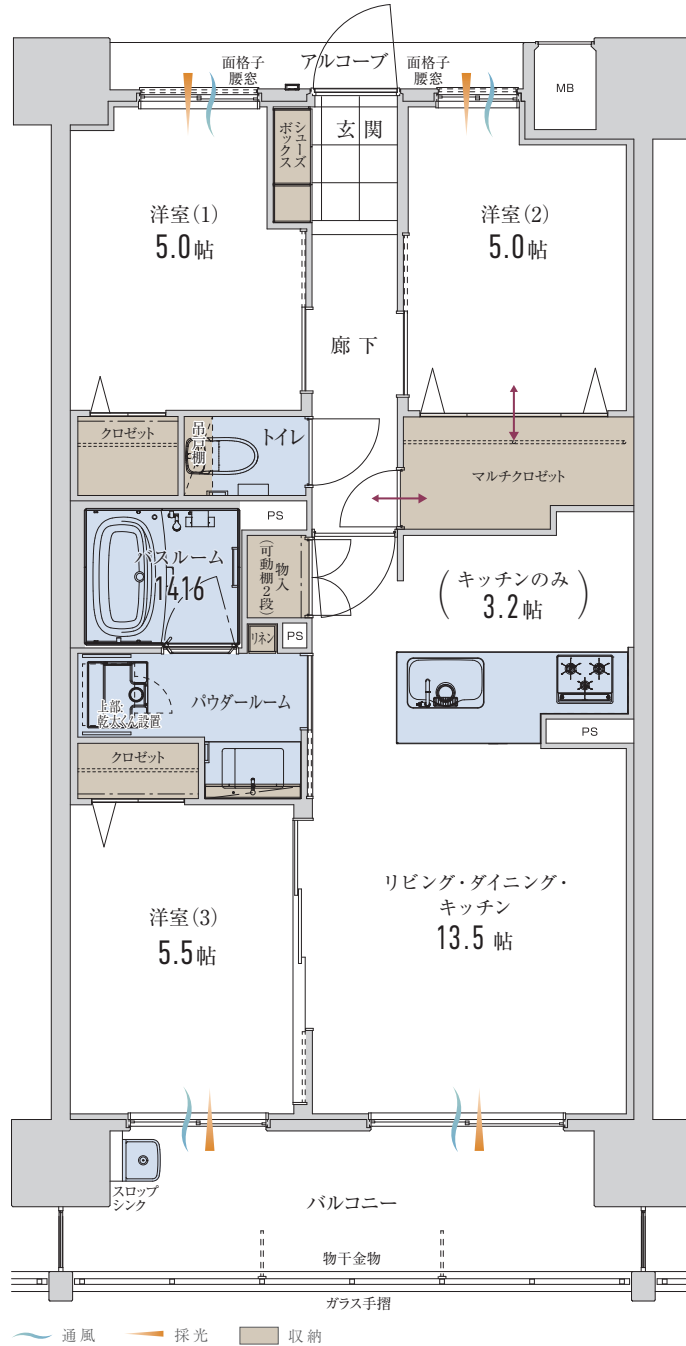 アルコーブ
面格子
腰窓
面格子
腰窓
MB
シューズ
ボックス
玄関
洋室(1)
5.0帖
洋室(2)
5.0帖
廊下
クロゼット
吊戸棚
トイレ
マルチクロゼット
PS
バスルーム
1416
物入
(可動棚2段)
(キッチンのみ)
3.2帖
リネン
PS
上部:
乾太くん設置
パウダールーム
PS
クロゼット
リビング・ダイニング・
キッチン
13.5 帖
洋室(3)
5.5帖
スロップ
シンク
バルコニー
物干金物
ガラス手摺
通風
採光
収納